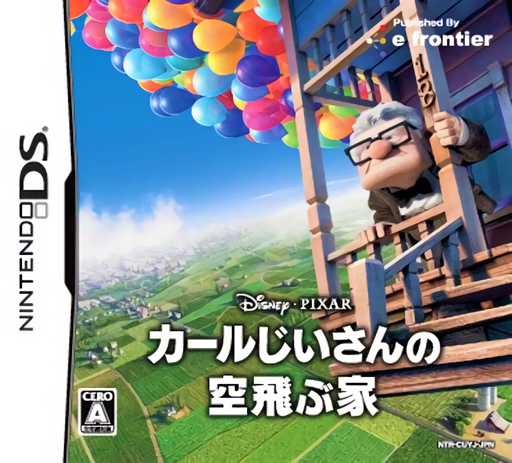 Published By
e frontier
198
NINTENDO DS
Disney · PIXAR
カールじいさんの
空飛ぶ家
CERO
A
NTR-CUYJ-JPN